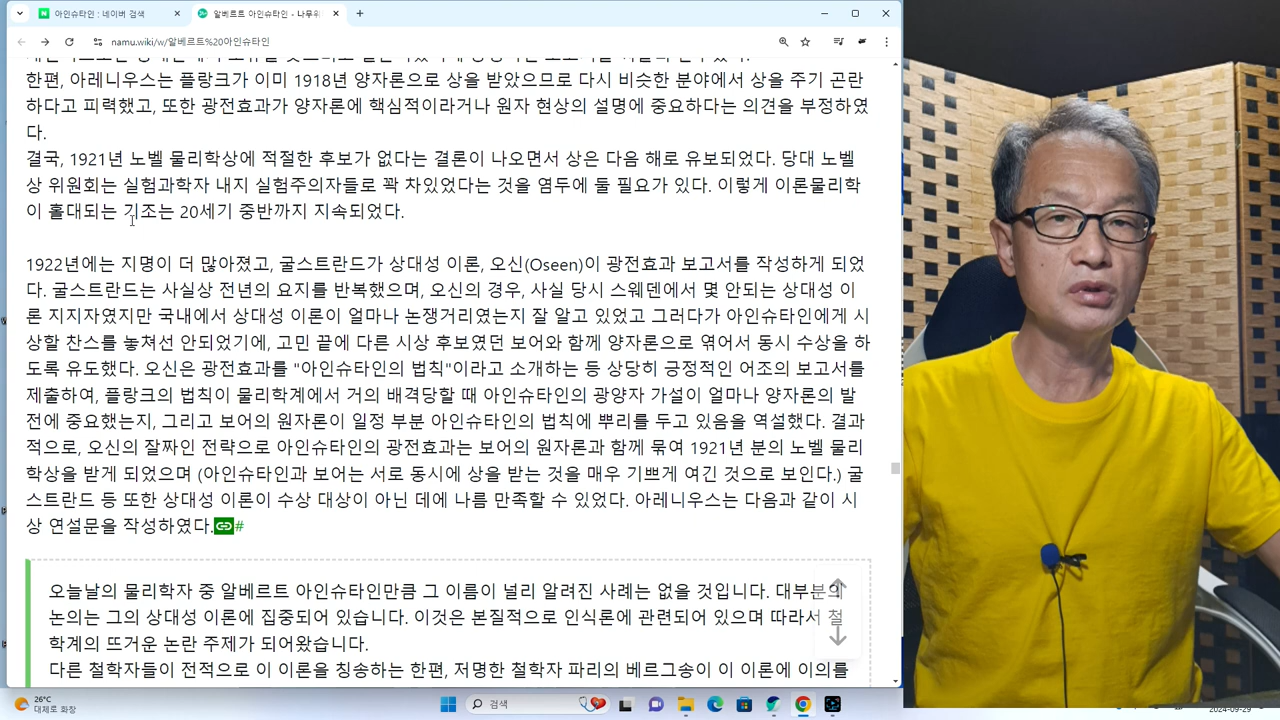 아인슈타인 : 네이버 검색
알베르트 아인슈타인 - 나무위
namu.wiki/w/알베르트%20아인슈타인
한편, 아레니우스는 플랑크가 이미 1918년 양자론으로 상을 받았으므로 다시 비슷한 분야에서 상을 주기 곤란
하다고 피력했고, 또한 광전효과가 양자론에 핵심적이라거나 원자 현상의 설명에 중요하다는 의견을 부정하였
다.
결국, 1921년 노벨 물리학상에 적절한 후보가 없다는 결론이 나오면서 상은 다음 해로 유보되었다. 당대 노벨
상 위원회는 실험과학자 내지 실험주의자들로 꽉 차있었다는 것을 염두에 둘 필요가 있다. 이렇게 이론물리학
이 홀대되는 기조는 20세기 중반까지 지속되었다.
1922년에는 지명이 더 많아졌고, 굴스트란드가 상대성 이론, 오신(Oseen)이 광전효과 보고서를 작성하게 되었
다. 굴스트란드는 사실상 전년의 요지를 반복했으며, 오신의 경우, 사실 당시 스웨덴에서 몇 안되는 상대성 이
론 지지자였지만 국내에서 상대성 이론이 얼마나 논쟁거리였는지 잘 알고 있었고 그러다가 아인슈타인에게 시
상할 찬스를 놓쳐선 안되었기에, 고민 끝에 다른 시상 후보였던 보어와 함께 양자론으로 엮어서 동시 수상을 하
도록 유도했다. 오신은 광전효과를 "아인슈타인의 법칙"이라고 소개하는 등 상당히 긍정적인 어조의 보고서를
제출하여, 플랑크의 법칙이 물리학계에서 거의 배격당할 때 아인슈타인의 광양자 가설이 얼마나 양자론의 발
전에 중요했는지, 그리고 보어의 원자론이 일정 부분 아인슈타인의 법칙에 뿌리를 두고 있음을 역설했다. 결과
적으로, 오신의 잘짜인 전략으로 아인슈타인의 광전효과는 보어의 원자론과 함께 묶여 1921년 분의 노벨 물리
학상을 받게 되었으며 (아인슈타인과 보어는 서로 동시에 상을 받는 것을 매우 기쁘게 여긴 것으로 보인다.) 굴
스트란드 등 또한 상대성 이론이 수상 대상이 아닌 데에 나름 만족할 수 있었다. 아레니우스는 다음과 같이 시
상 연설문을 작성하였다.#
오늘날의 물리학자 중 알베르트 아인슈타인만큼 그 이름이 널리 알려진 사례는 없을 것입니다. 대부분의
논의는 그의 상대성 이론에 집중되어 있습니다. 이것은 본질적으로 인식론에 관련되어 있으며 따라서 철
학계의 뜨거운 논란 주제가 되어왔습니다.
다른 철학자들이 전적으로 이 이론을 칭송하는 한편, 저명한 철학자 파리의 베르그송이 이 이론에 이의를
26°C
대체로 화창
검색
2024-09-29